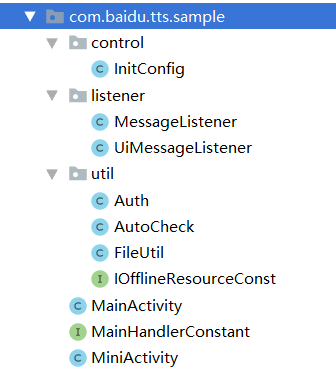 com.baidu.tts.sample
control
C InitConfig
listener
C MessageListener
C UiMessageListener
util
C Auth
C AutoCheck
C FileUtil
I IOfflineResourceConst
C MainActivity
I MainHandlerConstant
C MiniActivity